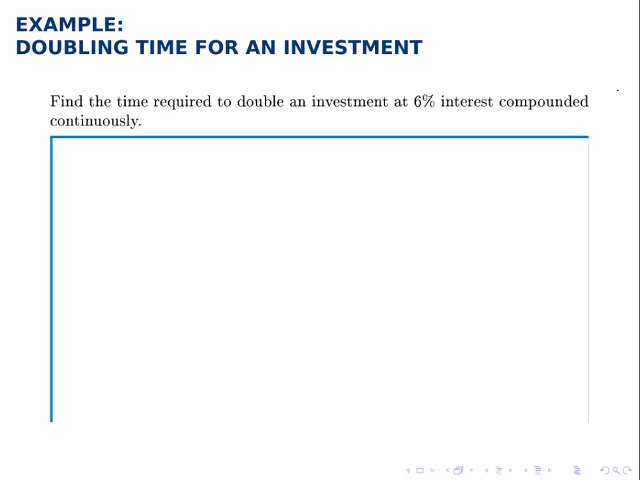 EXAMPLE:
DOUBLING TIME FOR AN INVESTMENT
Find the time required to double an investment at 6% interest compounded
continuously.